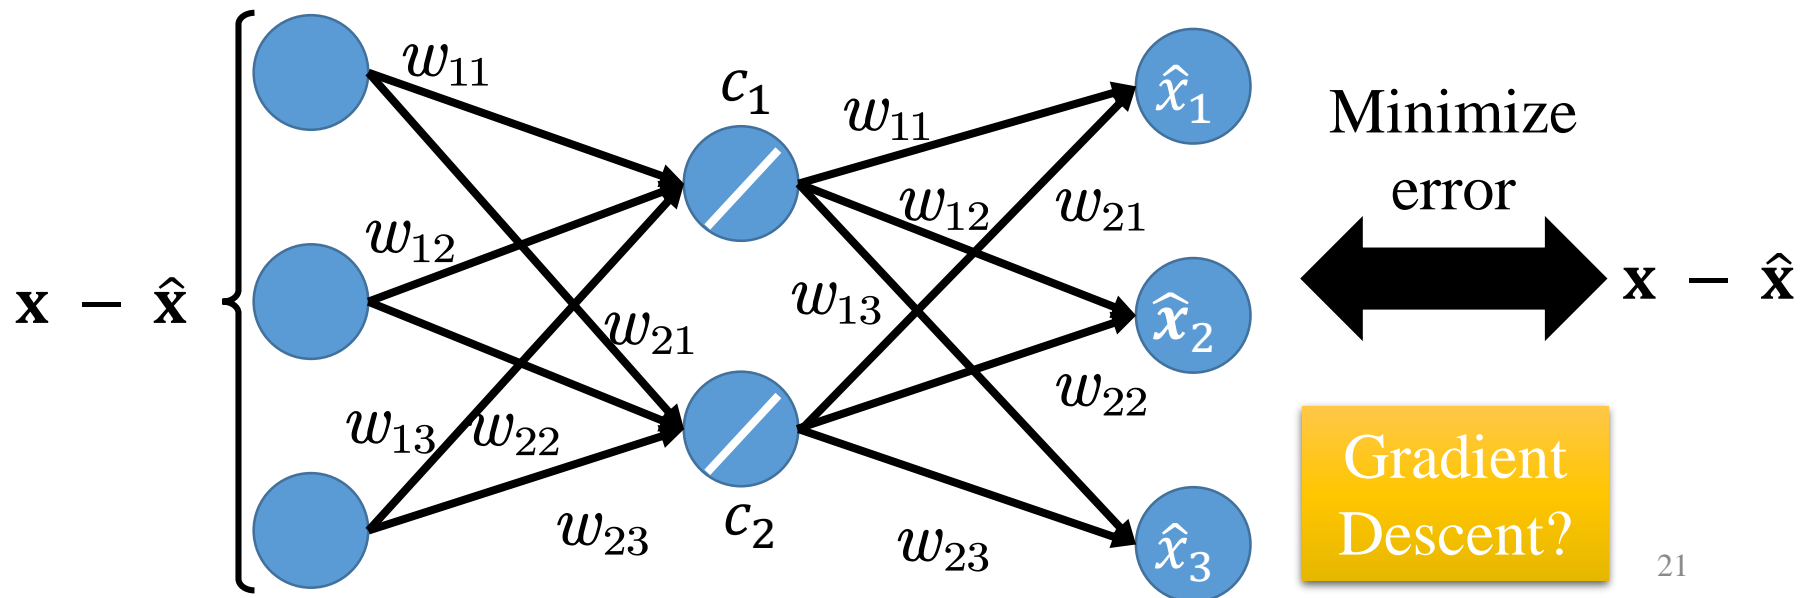 x − x̂
w₁₁
w₁₂
w₁₃
w₂₁
w₂₂
w₂₃
c₁
c₂
w₁₁
w₁₂
w₁₃
w₂₁
w₂₂
w₂₃
x̂₁
x̂₂
x̂₃
Minimize
error
x − x̂
Gradient
Descent?
21